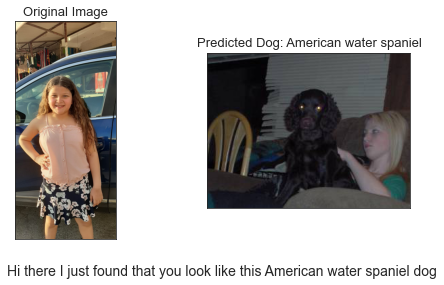 Original Image
Predicted Dog: American water spaniel
Hi there I just found that you look like this American water spaniel dog